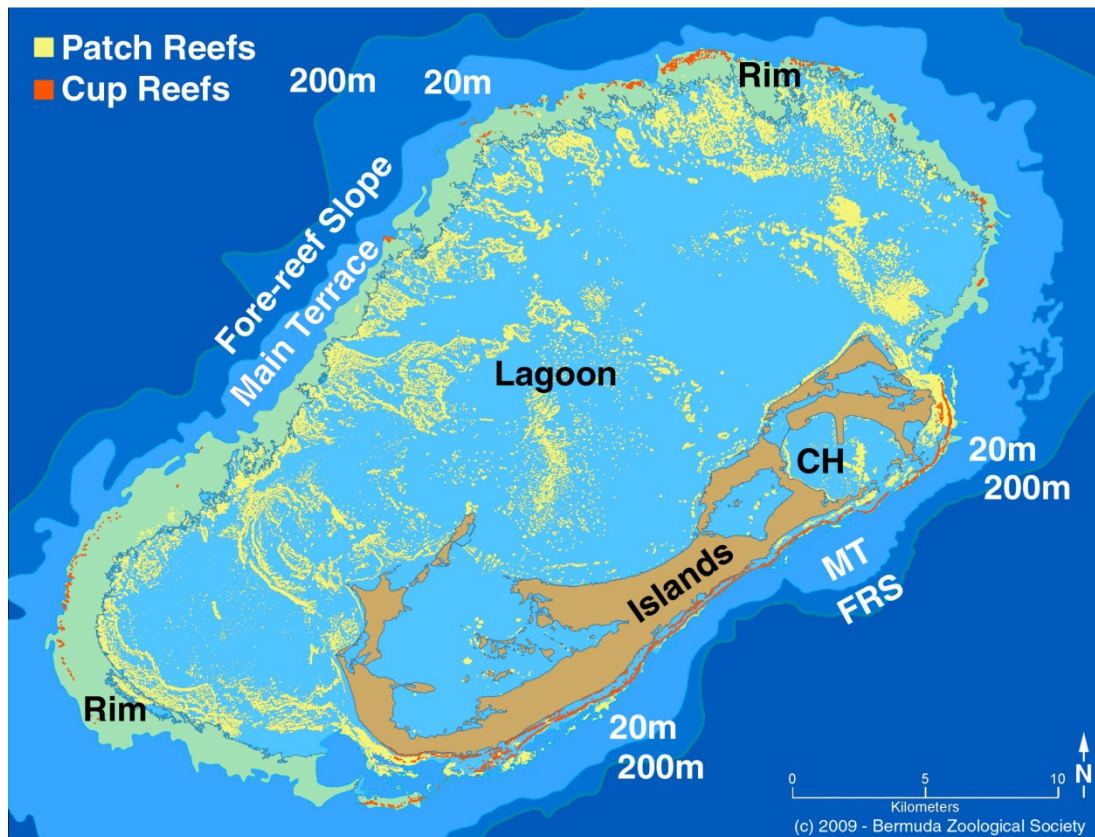 Patch Reefs
Cup Reefs
200m 20m
Rim
Fore-reef Slope
Main Terrace
Lagoon
CH
20m
200m
Islands
MT
FRS
Rim
20m
200m
N
0 5 10
Kilometers
(c) 2009 - Bermuda Zoological Society